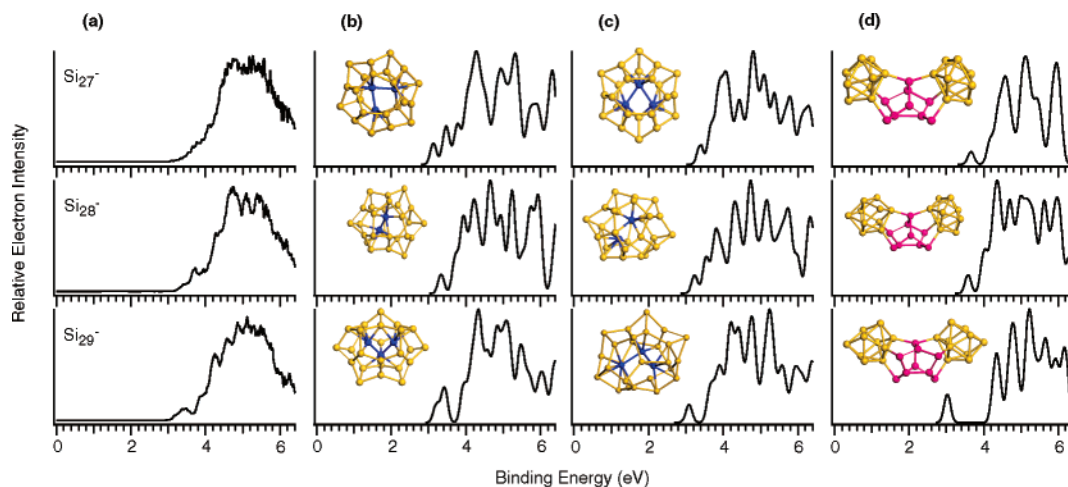 (a) (b) (c) (d)
Si27-
Si28-
Si29-
Relative Electron Intensity
0 2 4 6 0 2 4 6 0 2 4 6 0 2 4 6
Binding Energy (eV)